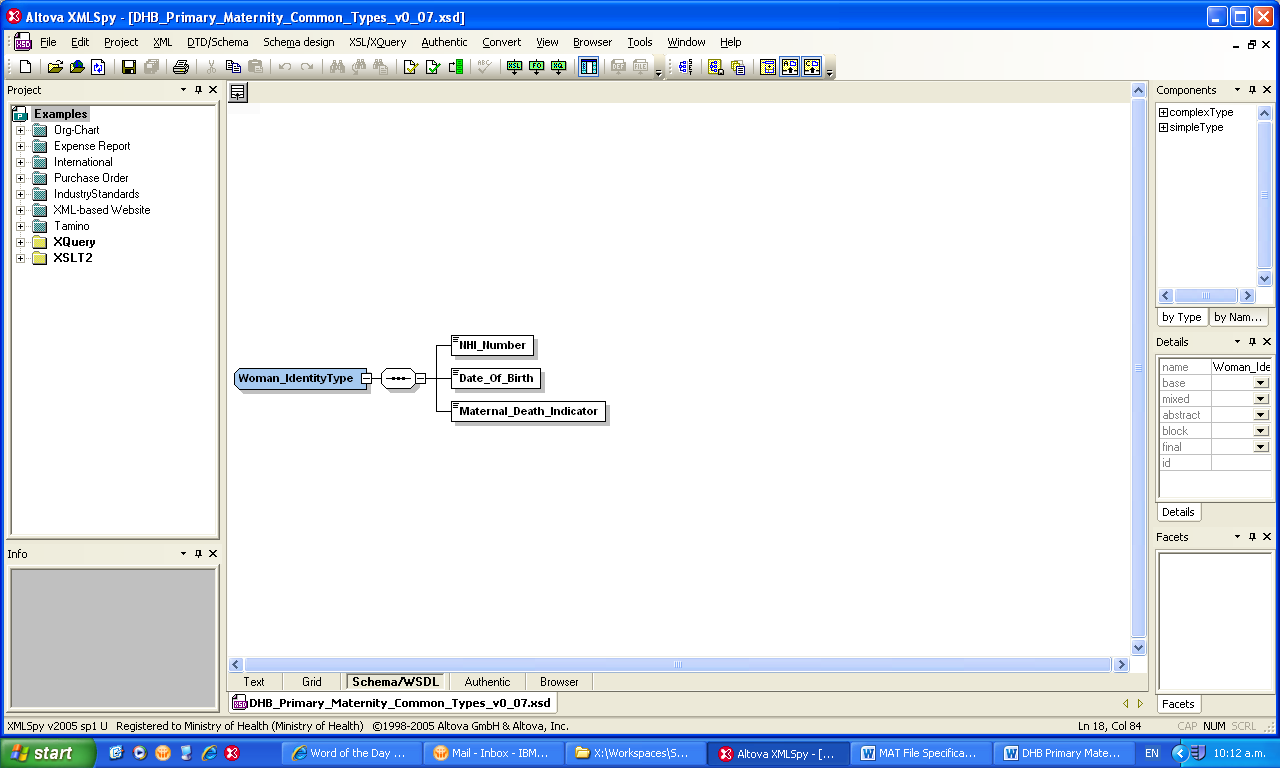 Altova XMLSpy - [DHB_Primary_Maternity_Common_Types_v0_07.xsd]
File Edit Project XML DTD/Schema Schema design XSL/XQuery Authentic Convert View Browser Tools Window Help
Project
Examples
Org-Chart
Expense Report
International
Purchase Order
IndustryStandards
XML-based Website
Tamino
XQuery
XSLT2
Info
NHI_Number
Woman_IdentityType
Date_Of_Birth
Maternal_Death_Indicator
Components
complexType
simpleType
by Type by Nam...
Details
name Woman_Ide
base
mixed
abstract
block
final
id
Details
Facets
Facets
Text Grid Schema/WSDL Authentic Browser
DHB_Primary_Maternity_Common_Types_v0_07.xsd
XMLSpy v2005 sp1 U Registered to Ministry of Health (Ministry of Health) ©1998-2005 Altova GmbH & Altova, Inc. Ln 18, Col 84 CAP NUM SCRL
start Word of the Day ... Mail - Inbox - IBM... X:\Workspaces\S... Altova XMLSpy - [... MAT File Specifica... DHB Primary Mate... EN 10:12 a.m.